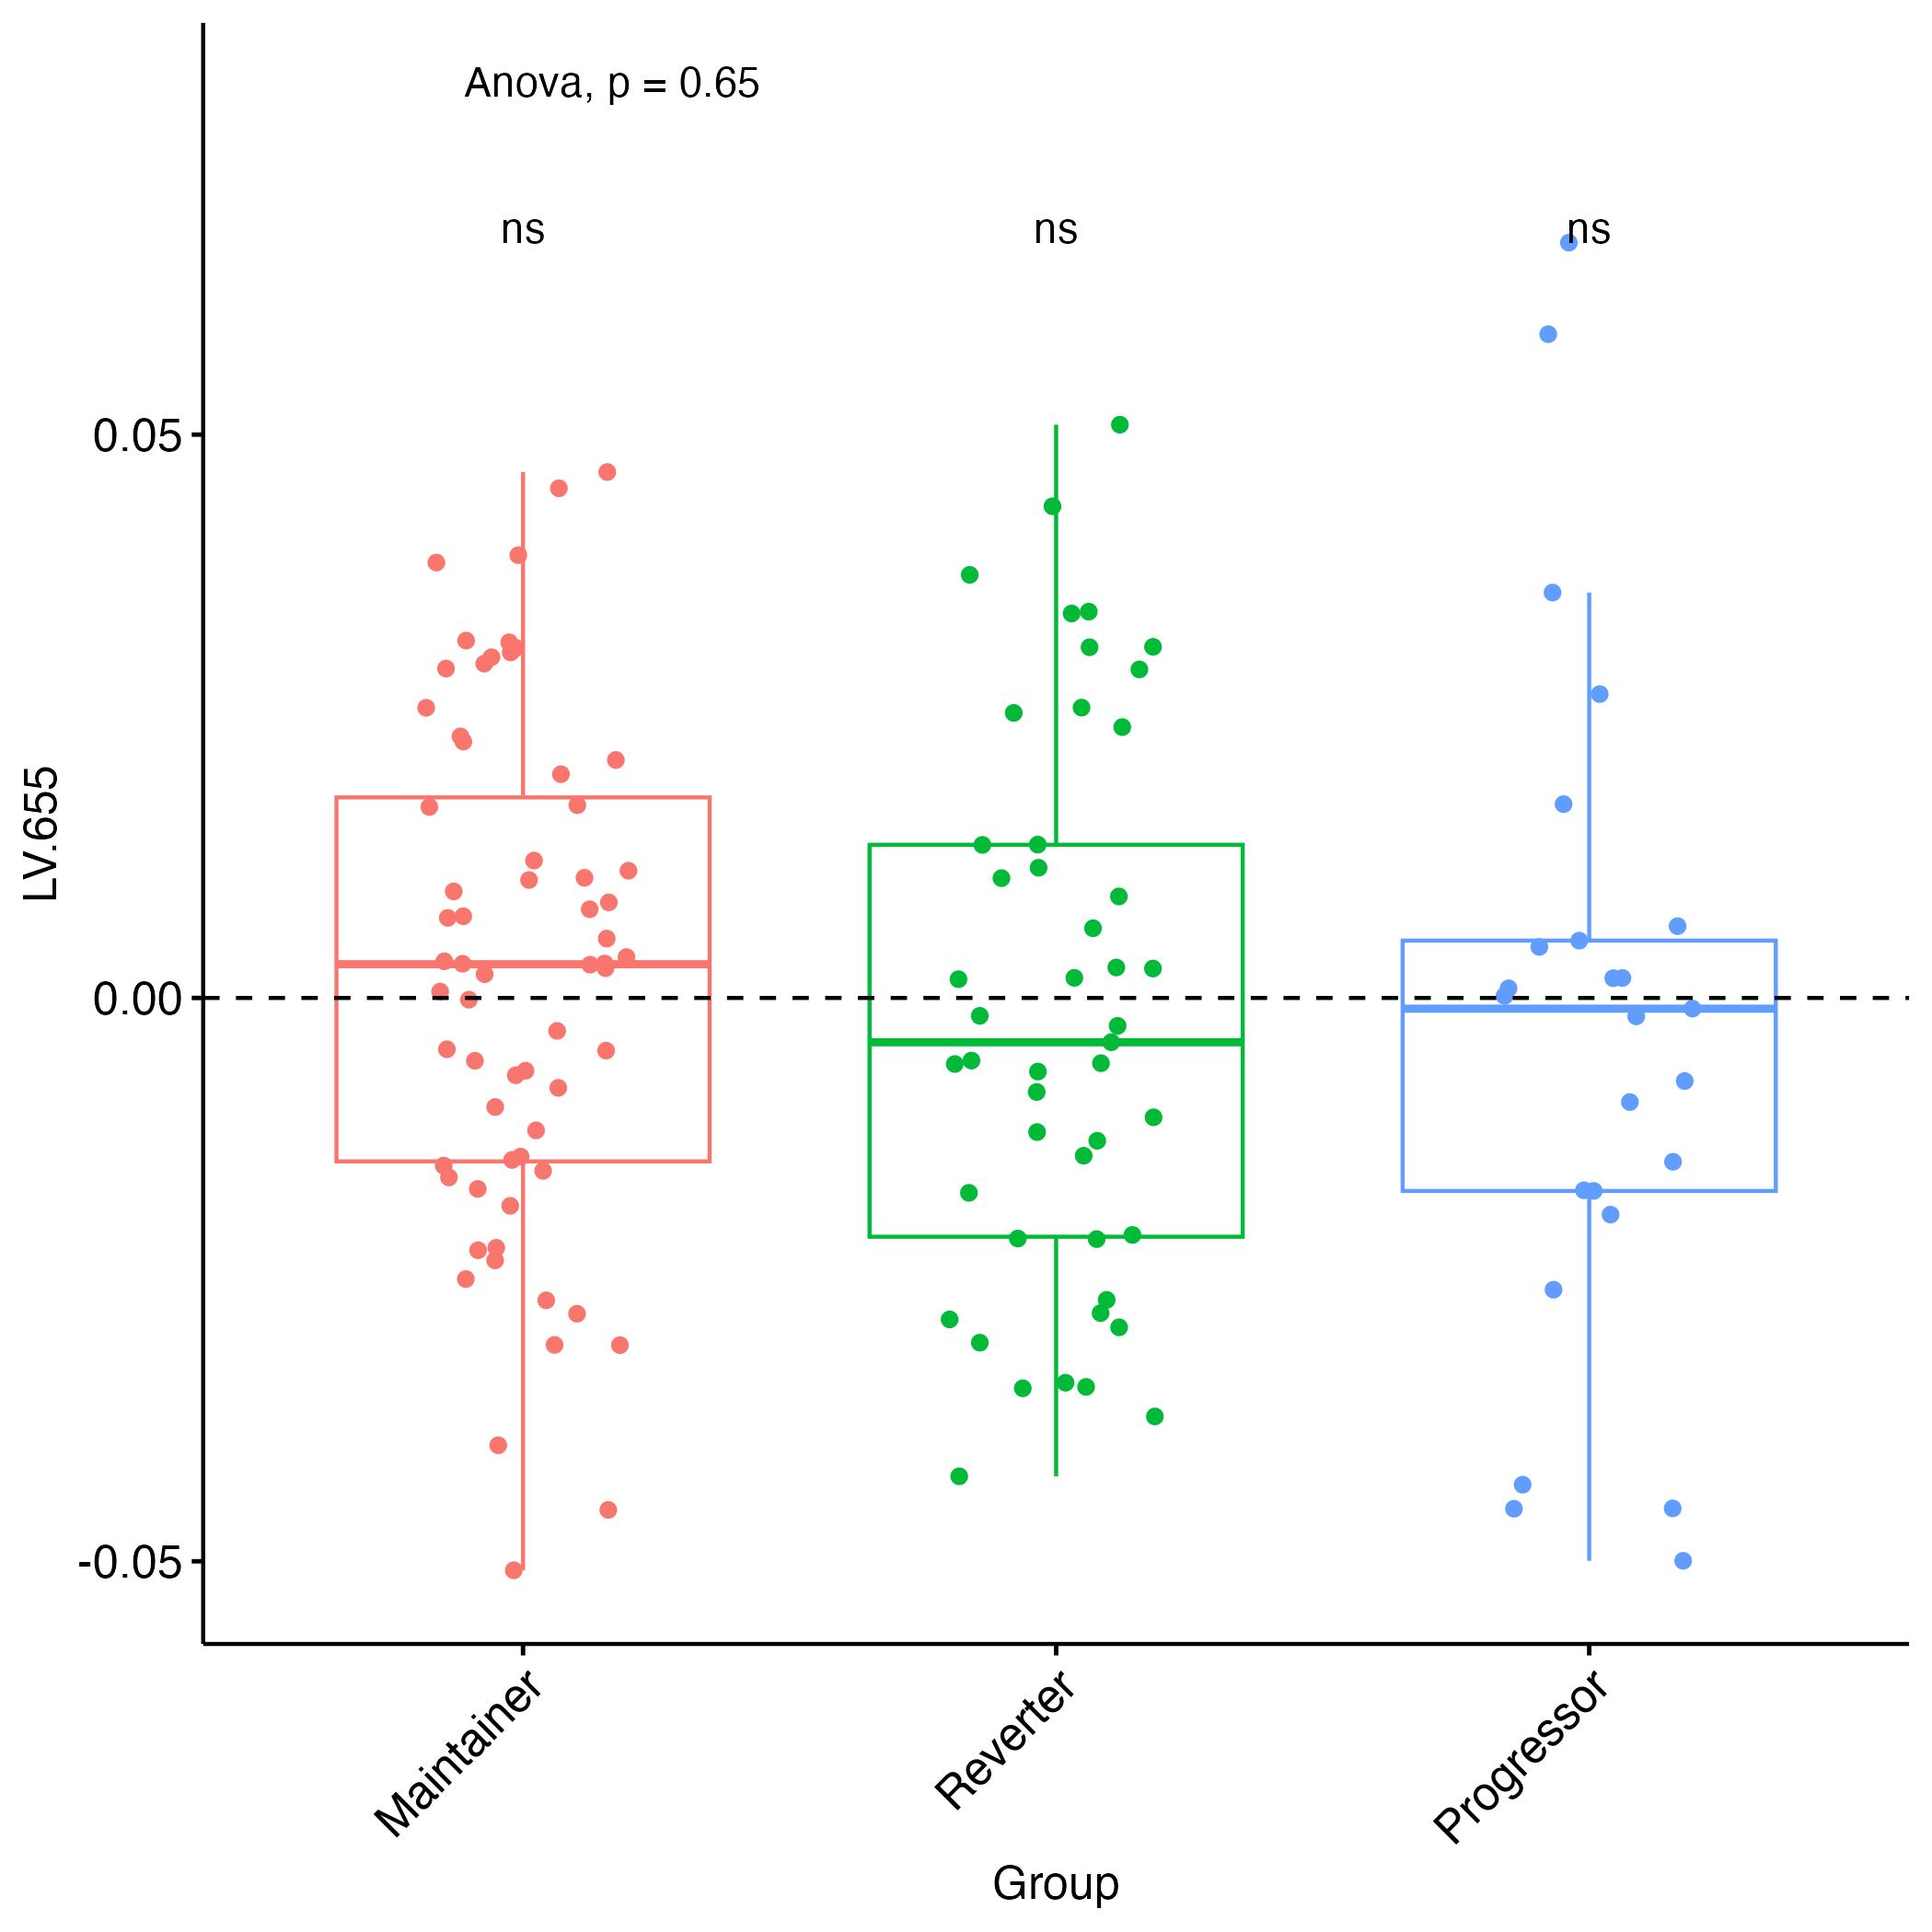 Anova, p = 0.65
ns ns ns
0.05
0.00
-0.05
LV.655
Maintainer
Reverter
Progressor
Group